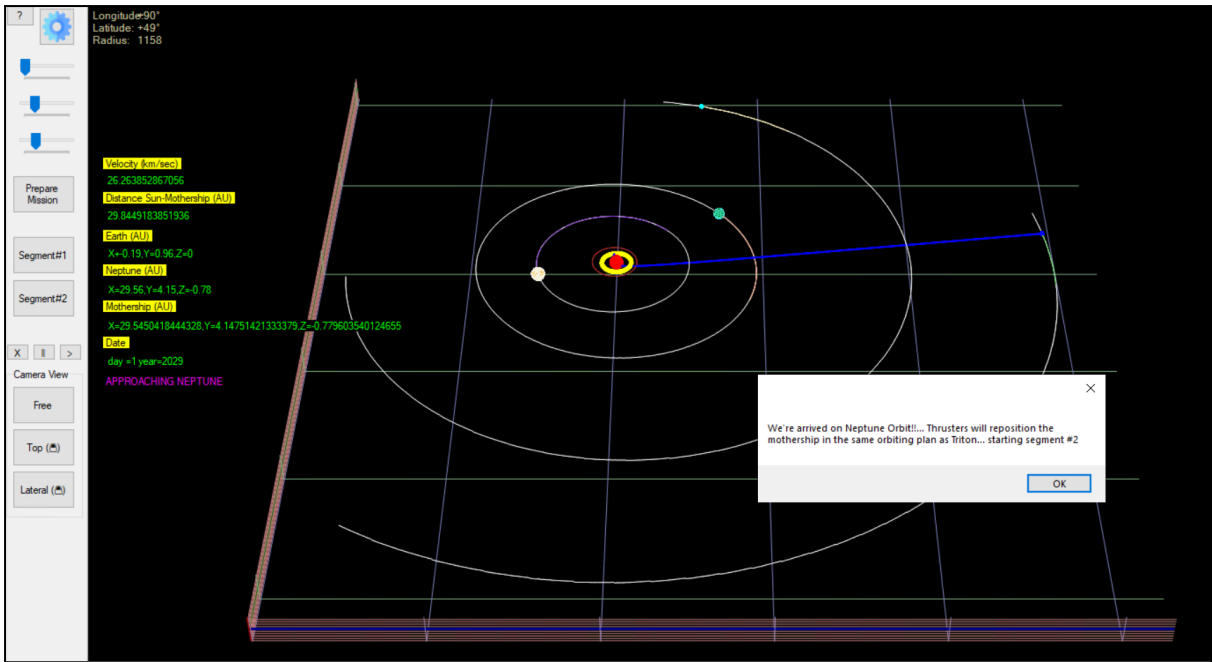 ?
Longitude:+90°
Latitude: +49°
Radius: 1158
Prepare
Mission
Segment#1
Segment#2
X
||
>
Camera View
Free
Top (⏏)
Lateral (⏏)
Velocity (km/sec)
26.263852867056
Distance Sun-Mothership (AU)
29.8449183851936
Earth (AU)
X=-0.19,Y=0.96,Z=0
Neptune (AU)
X=29.56,Y=4.15,Z=-0.78
Mothership (AU)
X=29.5450418444328,Y=4.14751421333379,Z=-0.779603540124655
Date
day =1 year=2029
APPROACHING NEPTUNE
We're arrived on Neptune Orbit!!... Thrusters will reposition the
mothership in the same orbiting plan as Triton... starting segment #2
OK